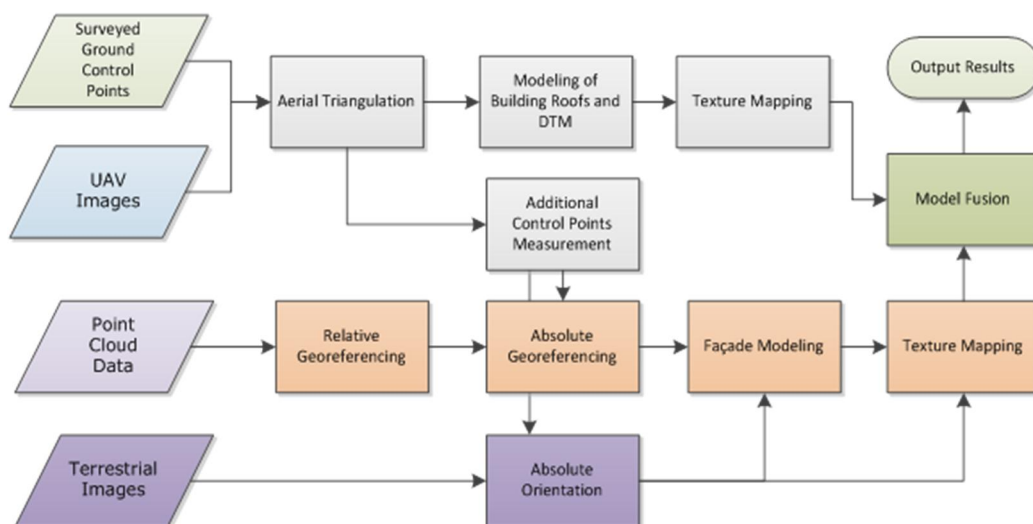 Surveyed
Ground
Control
Points
UAV
Images
Aerial Triangulation
Modeling of
Building Roofs and
DTM
Texture Mapping
Output Results
Model Fusion
Additional
Control Points
Measurement
Point
Cloud
Data
Relative
Georeferencing
Absolute
Georeferencing
Façade Modeling
Texture Mapping
Terrestrial
Images
Absolute
Orientation